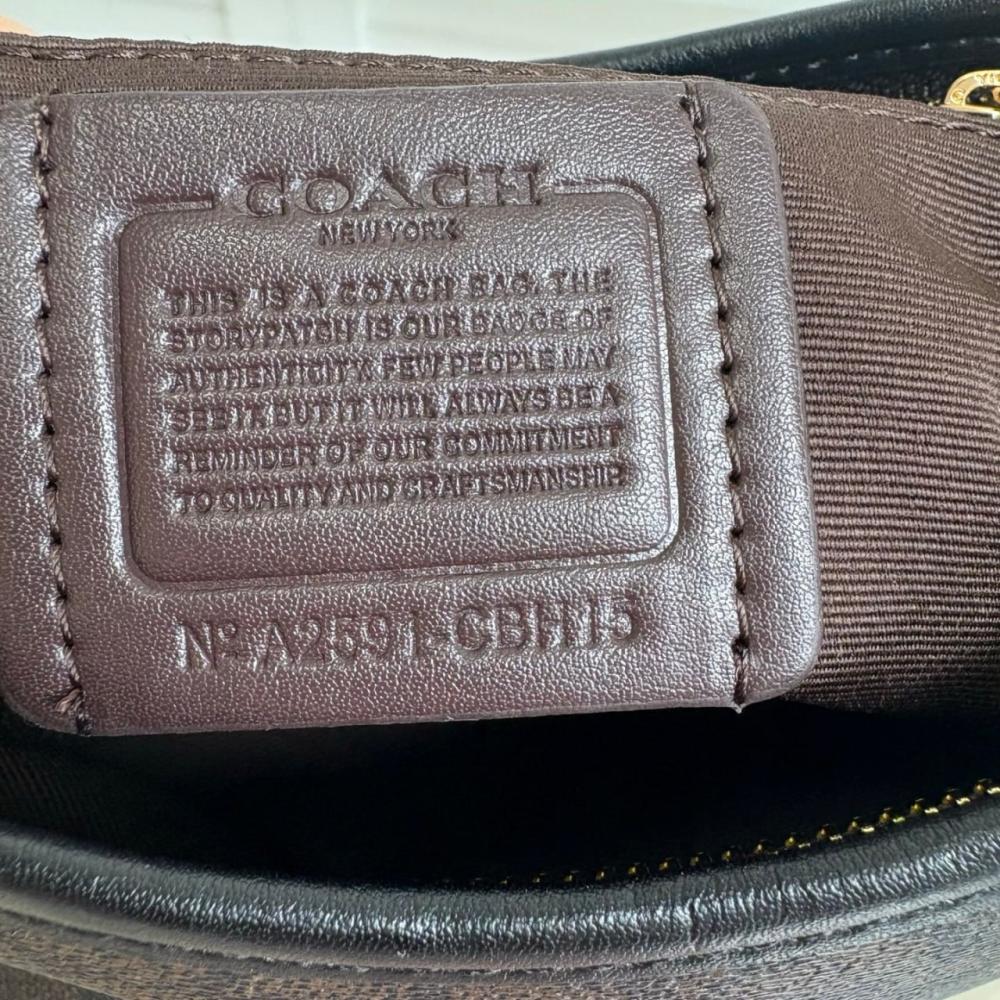 COACH
NEW YORK
THIS IS A COACH BAG. THE
STORYPATCH IS OUR BADGE OF
AUTHENTICITY. FEW PEOPLE MAY
SEE IT, BUT IT WILL ALWAYS BE A
REMINDER OF OUR COMMITMENT
TO QUALITY AND CRAFTSMANSHIP.
Nº A2591-CBH15